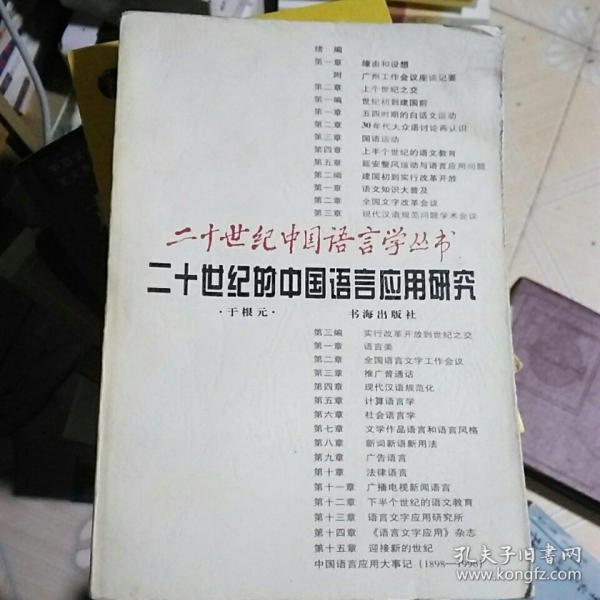 绪 编
第一章 缘由和设想
附 广州工作会议座谈记要
第二章 上个世纪之交
第一编 世纪初到建国前
第一章 五四时期的白话文运动
第二章 30年代大众语讨论再认识
第三章 国语运动
第四章 上半个世纪的语文教育
第五章 延安整风运动与语言应用问题
第二编 建国初到实行改革开放
第一章 语文知识大普及
第二章 全国文字改革会议
第三章 现代汉语规范问题学术会议
二十世纪中国语言学丛书
二十世纪的中国语言应用研究
·于根元· 书海出版社
第三编 实行改革开放到世纪之交
第一章 语言美
第二章 全国语言文字工作会议
第三章 推广普通话
第四章 现代汉语规范化
第五章 计算语言学
第六章 社会语言学
第七章 文学作品语言和语言风格
第八章 新词新语新用法
第九章 广告语言
第十章 法律语言
第十一章 广播电视新闻语言
第十二章 下半个世纪的语文教育
第十三章 语言文字应用研究所
第十四章 《语言文字应用》杂志
第十五章 迎接新的世纪
中国语言应用大事记（1898—1996）
孔夫子旧书网
www.kongfz.com